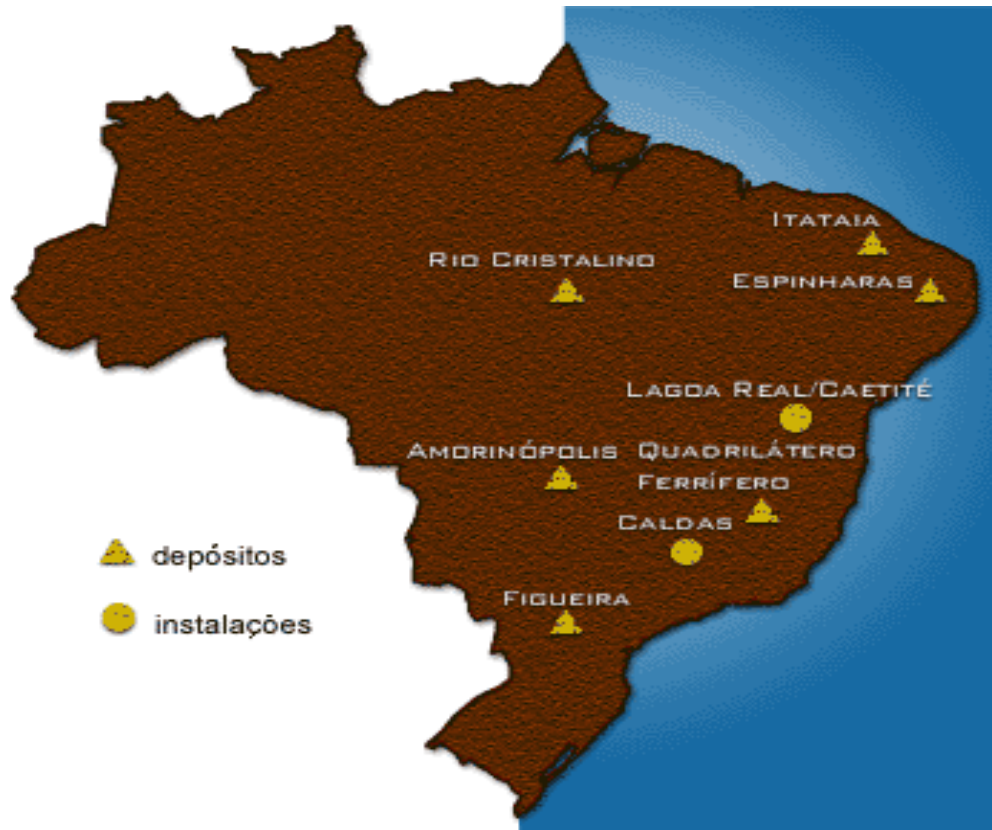 ITATAIA
RIO CRISTALINO
ESPINHARAS
LAGOA REAL/CAETITÉ
AMORINÓPOLIS
QUADRILÁTERO
FERRÍFERO
CALDAS
depósitos
FIGUEIRA
instalações